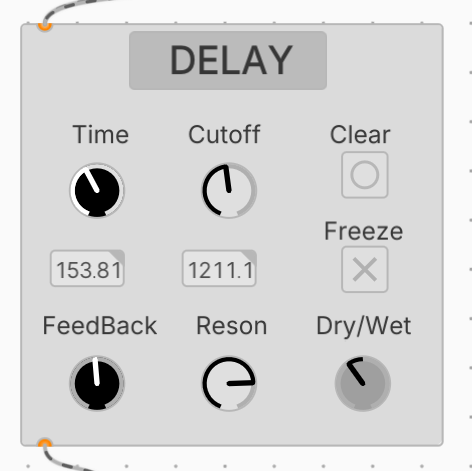 DELAY
Time Cutoff Clear
Freeze
153.81 1211.1
FeedBack Reson Dry/Wet